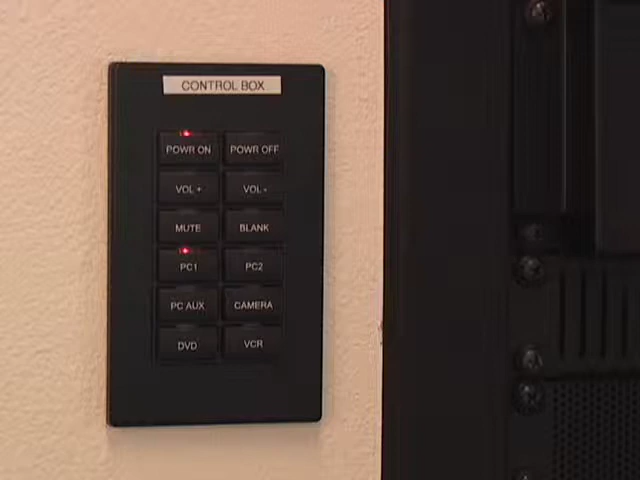 CONTROL BOX
POWR ON POWR OFF
VOL + VOL -
MUTE BLANK
PC1 PC2
PC AUX CAMERA
DVD VCR